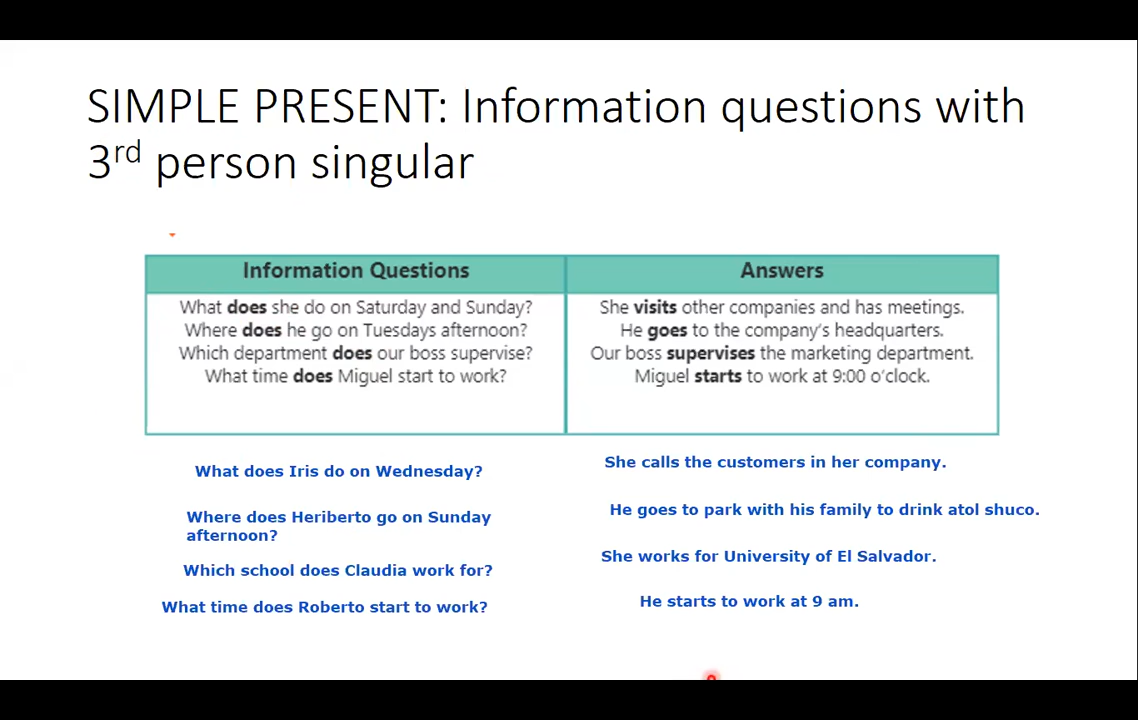 SIMPLE PRESENT: Information questions with
3rd person singular
Information Questions
Answers
What does she do on Saturday and Sunday?
She visits other companies and has meetings.
Where does he go on Tuesdays afternoon?
He goes to the company's headquarters.
Which department does our boss supervise?
Our boss supervises the marketing department.
What time does Miguel start to work?
Miguel starts to work at 9:00 o'clock.
What does Iris do on Wednesday?
She calls the customers in her company.
Where does Heriberto go on Sunday
afternoon?
He goes to park with his family to drink atol shuco.
Which school does Claudia work for?
She works for University of El Salvador.
What time does Roberto start to work?
He starts to work at 9 am.